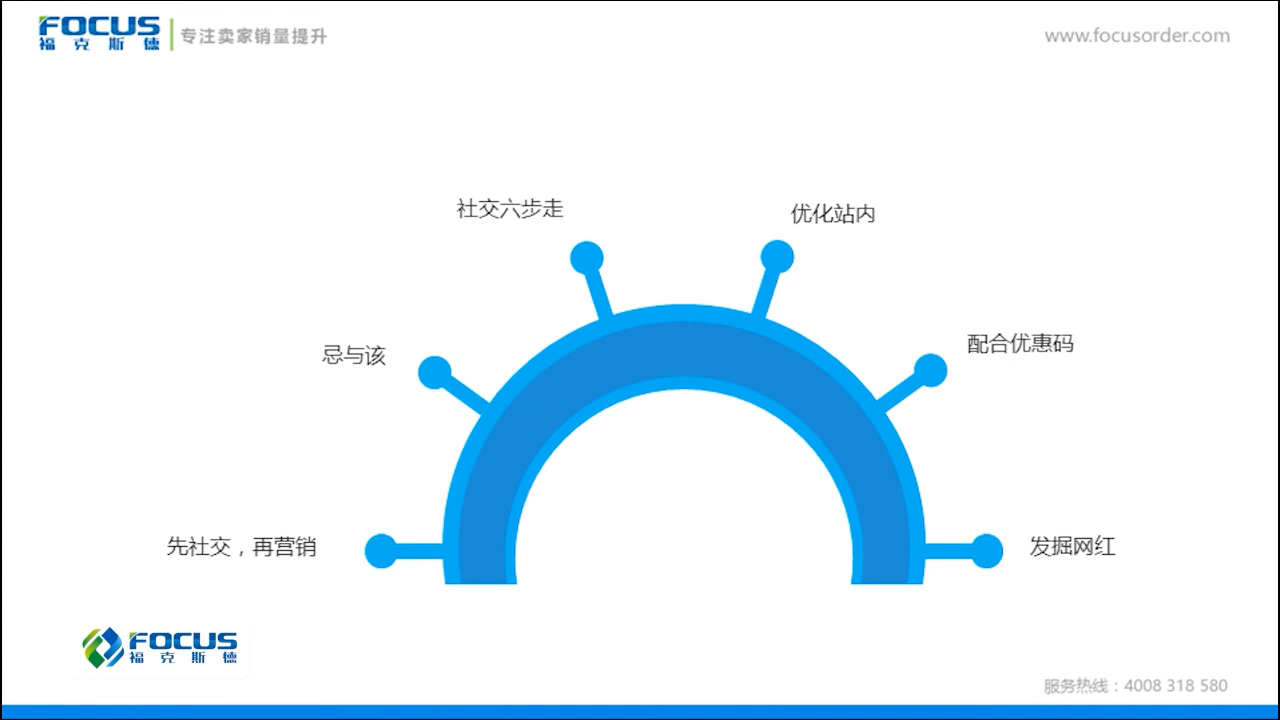 FOCUS
福克斯德
专注卖家销量提升
www.focusorder.com
社交六步走
优化站内
忌与该
配合优惠码
先社交，再营销
发掘网红
FOCUS
福克斯德
服务热线：4008 318 580